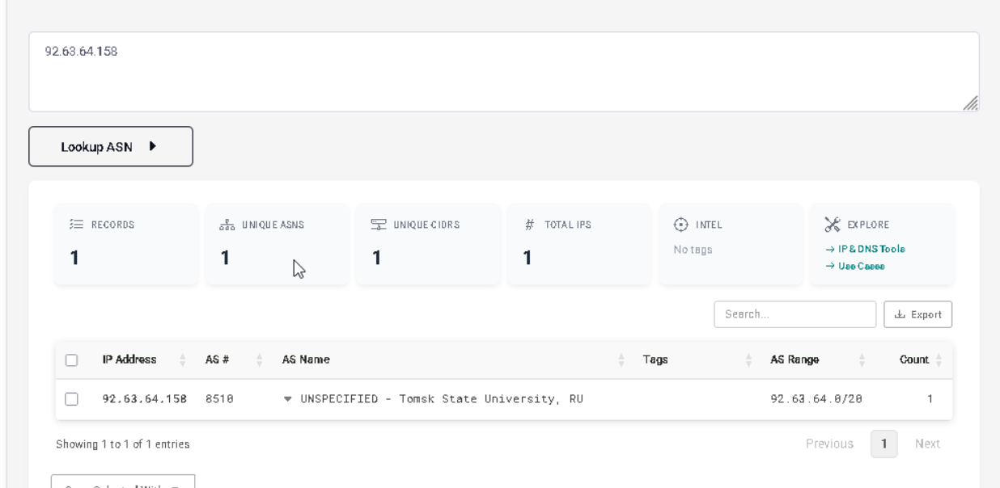 92.63.64.158
Lookup ASN
RECORDS
1
UNIQUE ASNS
1
UNIQUE CIDRS
1
# TOTAL IPS
1
INTEL
No tags
EXPLORE
→ IP & DNS Tools
→ Use Cases
Search...
Export
IP Address AS # AS Name Tags AS Range Count
92.63.64.158 8510 UNSPECIFIED - Tomsk State University, RU 92.63.64.0/20 1
Showing 1 to 1 of 1 entries
Previous 1 Next